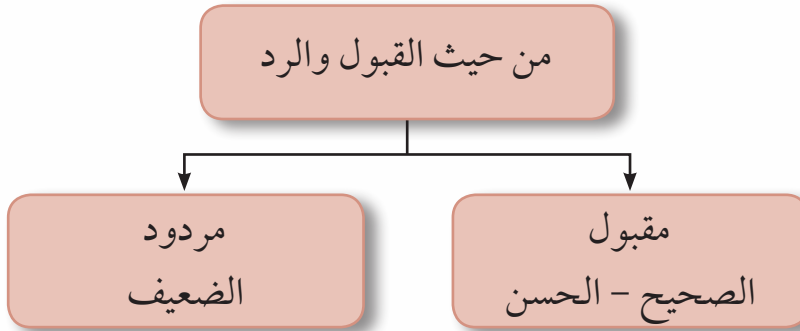 من حيث القبول والرد
مقبول
الصحيح – الحسن
مردود
الضعيف